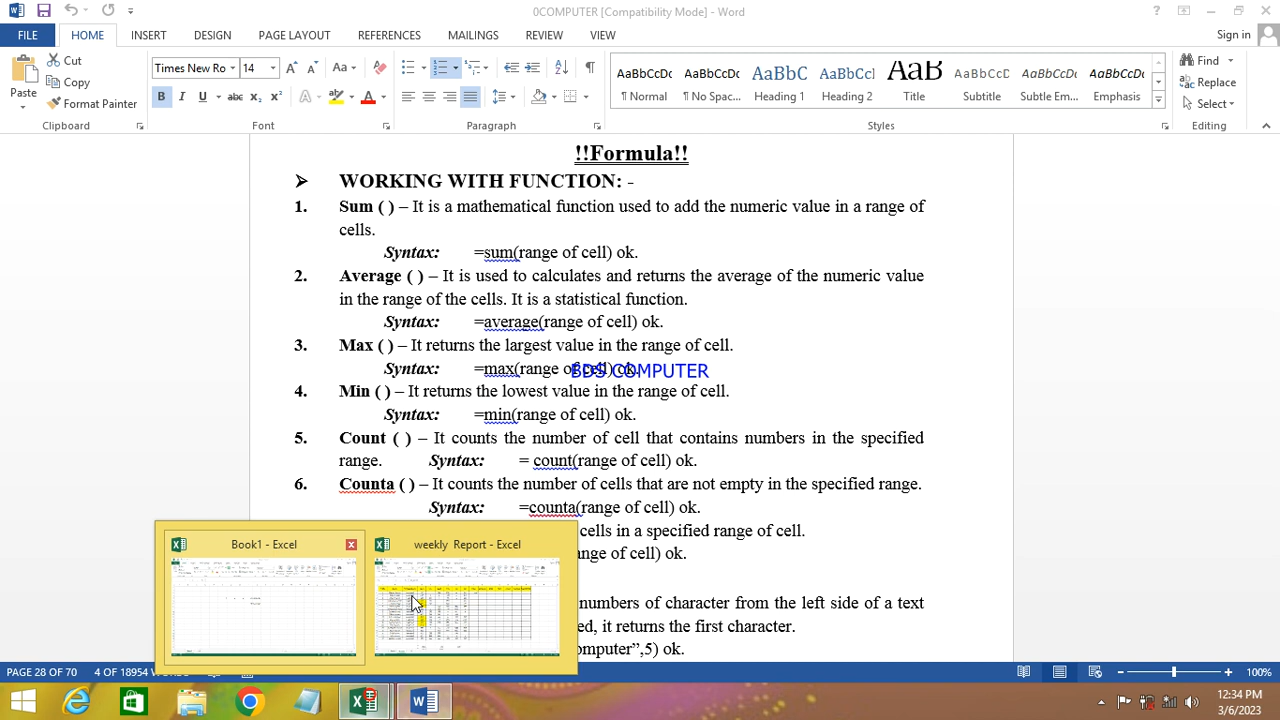 0COMPUTER [Compatibility Mode] - Word
FILE HOME INSERT DESIGN PAGE LAYOUT REFERENCES MAILINGS REVIEW VIEW Sign in
Paste Cut Copy Format Painter
Times New Ro 14 Aa
B I U abc x₂ x² A A
AaBbCcDc AaBbCcDc AaBbC AaBbCc AaB AaBbCcD AaBbCcDc AaBbCcDc
¶ Normal ¶ No Spac... Heading 1 Heading 2 Title Subtitle Subtle Em... Emphasis
Find Replace Select
Clipboard Font Paragraph Styles Editing
!!Formula!!
➢ WORKING WITH FUNCTION: -
1. Sum ( ) – It is a mathematical function used to add the numeric value in a range of
cells.
Syntax: =sum(range of cell) ok.
2. Average ( ) – It is used to calculates and returns the average of the numeric value
in the range of the cells. It is a statistical function.
Syntax: =average(range of cell) ok.
3. Max ( ) – It returns the largest value in the range of cell.
Syntax: =max(range of cell) ok.
BDS COMPUTER
4. Min ( ) – It returns the lowest value in the range of cell.
Syntax: =min(range of cell) ok.
5. Count ( ) – It counts the number of cell that contains numbers in the specified
range. Syntax: = count(range of cell) ok.
6. Counta ( ) – It counts the number of cells that are not empty in the specified range.
Syntax: =counta(range of cell) ok.
cells in a specified range of cell.
nge of cell) ok.
numbers of character from the left side of a text
ed, it returns the first character.
omputer”,5) ok.
Book1 - Excel
weekly Report - Excel
PAGE 28 OF 70 4 OF 18954 WORDS 100%
12:34 PM
3/6/2023